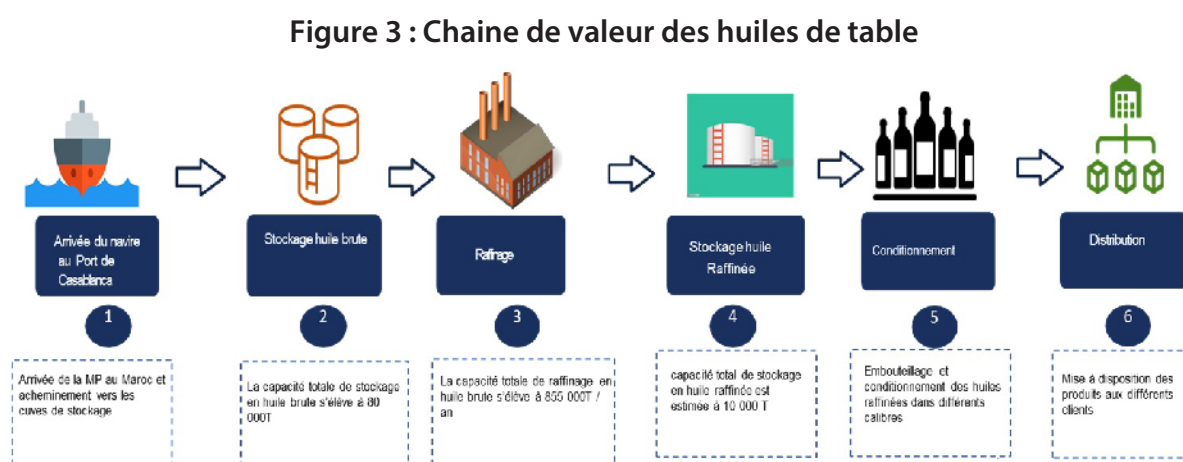 Figure 3 : Chaine de valeur des huiles de table
Arrivée du navire
au Port de
Casablanca
Stockage huile brute
Rafinage
Stockage huile
Raffinée
Conditionnement
Distribution
1
2
3
4
5
6
Arrivée de la MP au Maroc et
acheminement vers les
cuves de stockage
La capacité totale de stockage
en huile brute s'élève à 80
000T
La capacité totale de raffinage en
huile brute s'élève à 855 000T /
an
capacité total de stockage
en huile raffinée est
estimée à 10 000 T
Embouteillage et
conditionnement des huiles
raffinées dans différents
calibres
Mise à disposition des
produits aux différents
clients